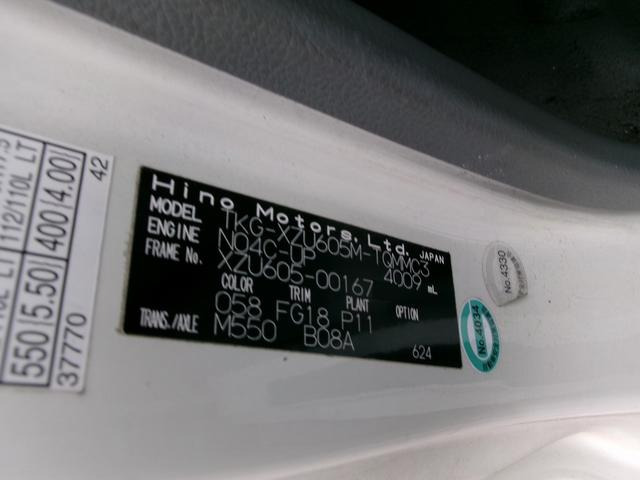 Hino Motors, Ltd. JAPAN
MODEL TKG-XZU605M-TQMMC3
ENGINE N04C-UP 4009 mL
FRAME No. XZU605-00167
COLOR TRIM PLANT OPTION
058 FG18 P11
TRANS./AXLE M550 B08A 624
112/110L LT
550 (5.50) 400 (4.00)
37770 42
No.4330
No.4034